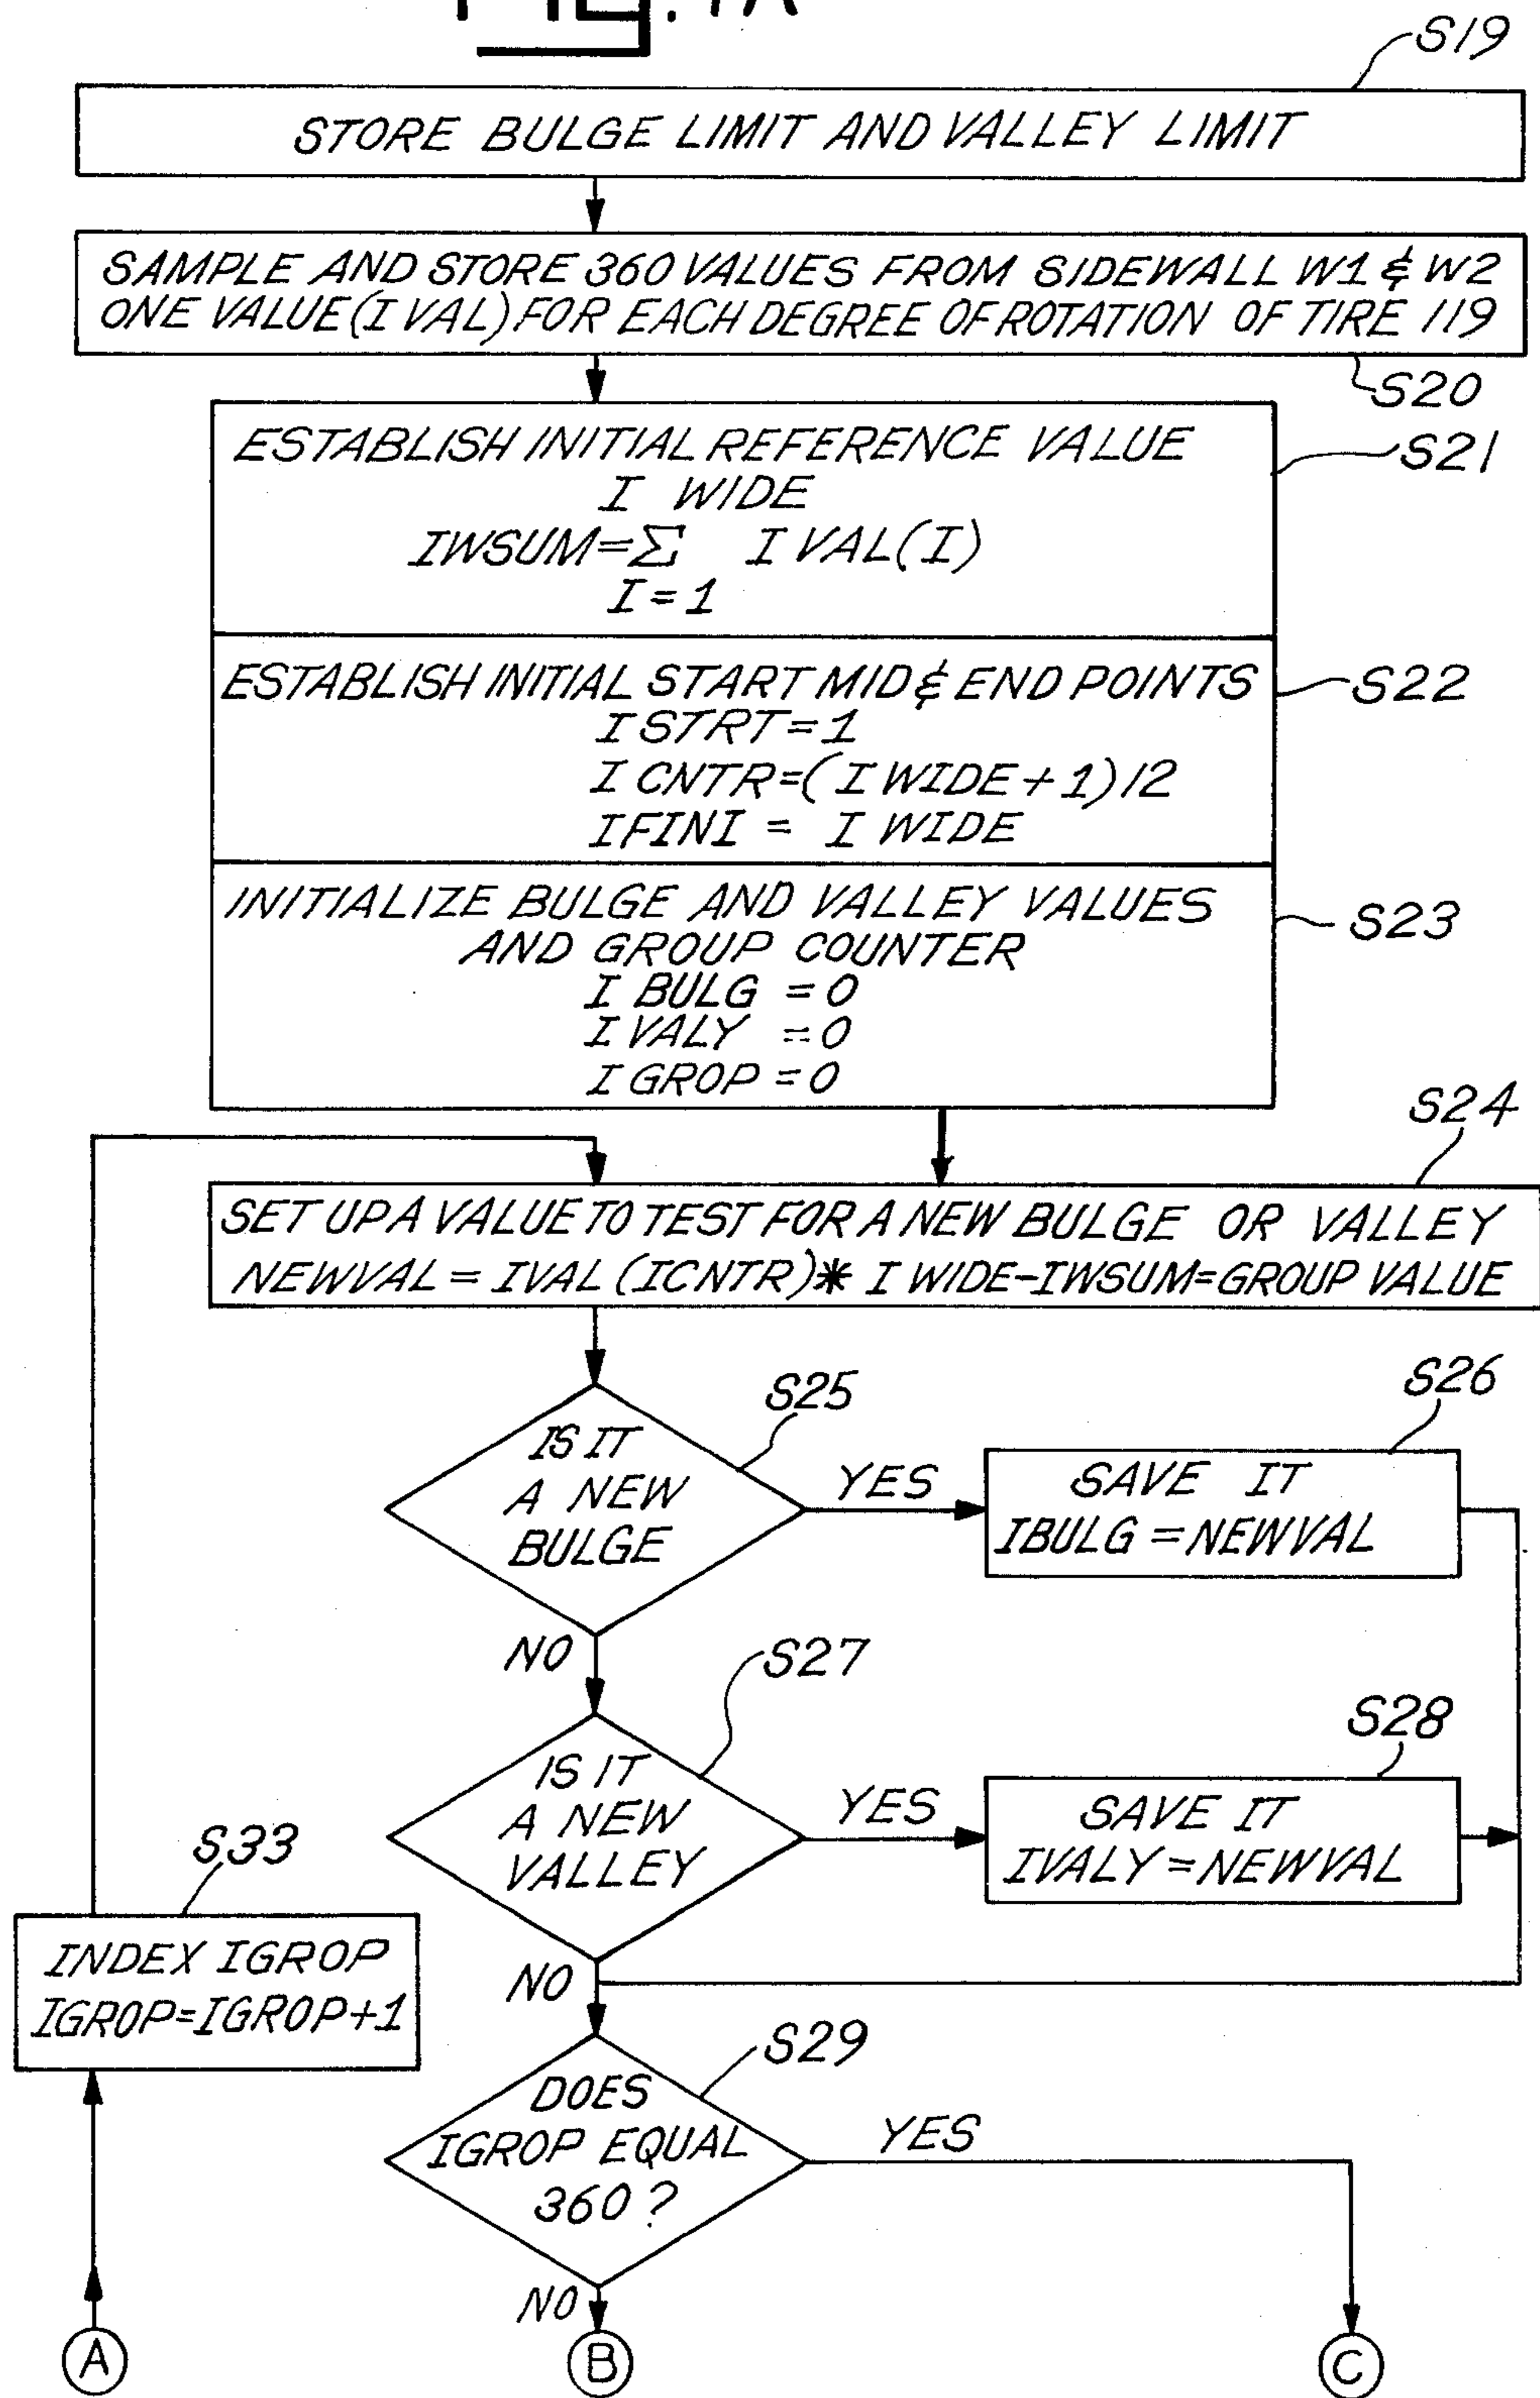 S19
STORE BULGE LIMIT AND VALLEY LIMIT
SAMPLE AND STORE 360 VALUES FROM SIDEWALL W1 & W2
ONE VALUE (I VAL) FOR EACH DEGREE OF ROTATION OF TIRE 119
S20
ESTABLISH INITIAL REFERENCE VALUE
I WIDE
IWSUM=Σ I VAL(I)
I=1
S21
ESTABLISH INITIAL START MID & END POINTS
I STRT=1
I CNTR=(I WIDE+1)/2
IFINI = I WIDE
S22
INITIALIZE BULGE AND VALLEY VALUES
AND GROUP COUNTER
I BULG =0
I VALY =0
I GROP =0
S23
S24
SET UP A VALUE TO TEST FOR A NEW BULGE OR VALLEY
NEWVAL = IVAL (ICNTR)* I WIDE-IWSUM=GROUP VALUE
S25
IS IT
A NEW
BULGE
YES
S26
SAVE IT
IBULG =NEWVAL
NO
S27
IS IT
A NEW
VALLEY
YES
S28
SAVE IT
IVALY=NEWVAL
NO
S33
INDEX IGROP
IGROP=IGROP+1
S29
DOES
IGROP EQUAL
360?
YES
NO
A
B
C